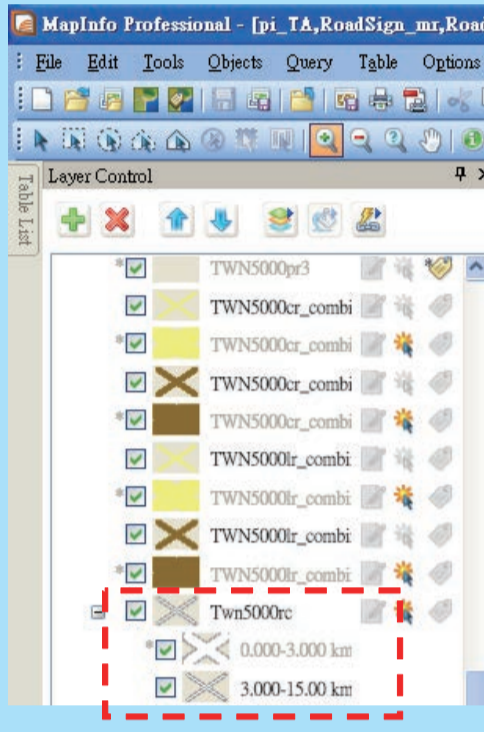 MapInfo Professional - [pi_TA,RoadSign_mr,Road
File Edit Tools Objects Query Table Options
Table List
Layer Control
TWN5000pr3
TWN5000cr_combi
TWN5000cr_combi
TWN5000cr_combi
TWN5000cr_combi
TWN5000lr_combi
TWN5000lr_combi
TWN5000lr_combi
TWN5000lr_combi
Twn5000rc
0.000-3.000 km
3.000-15.00 km